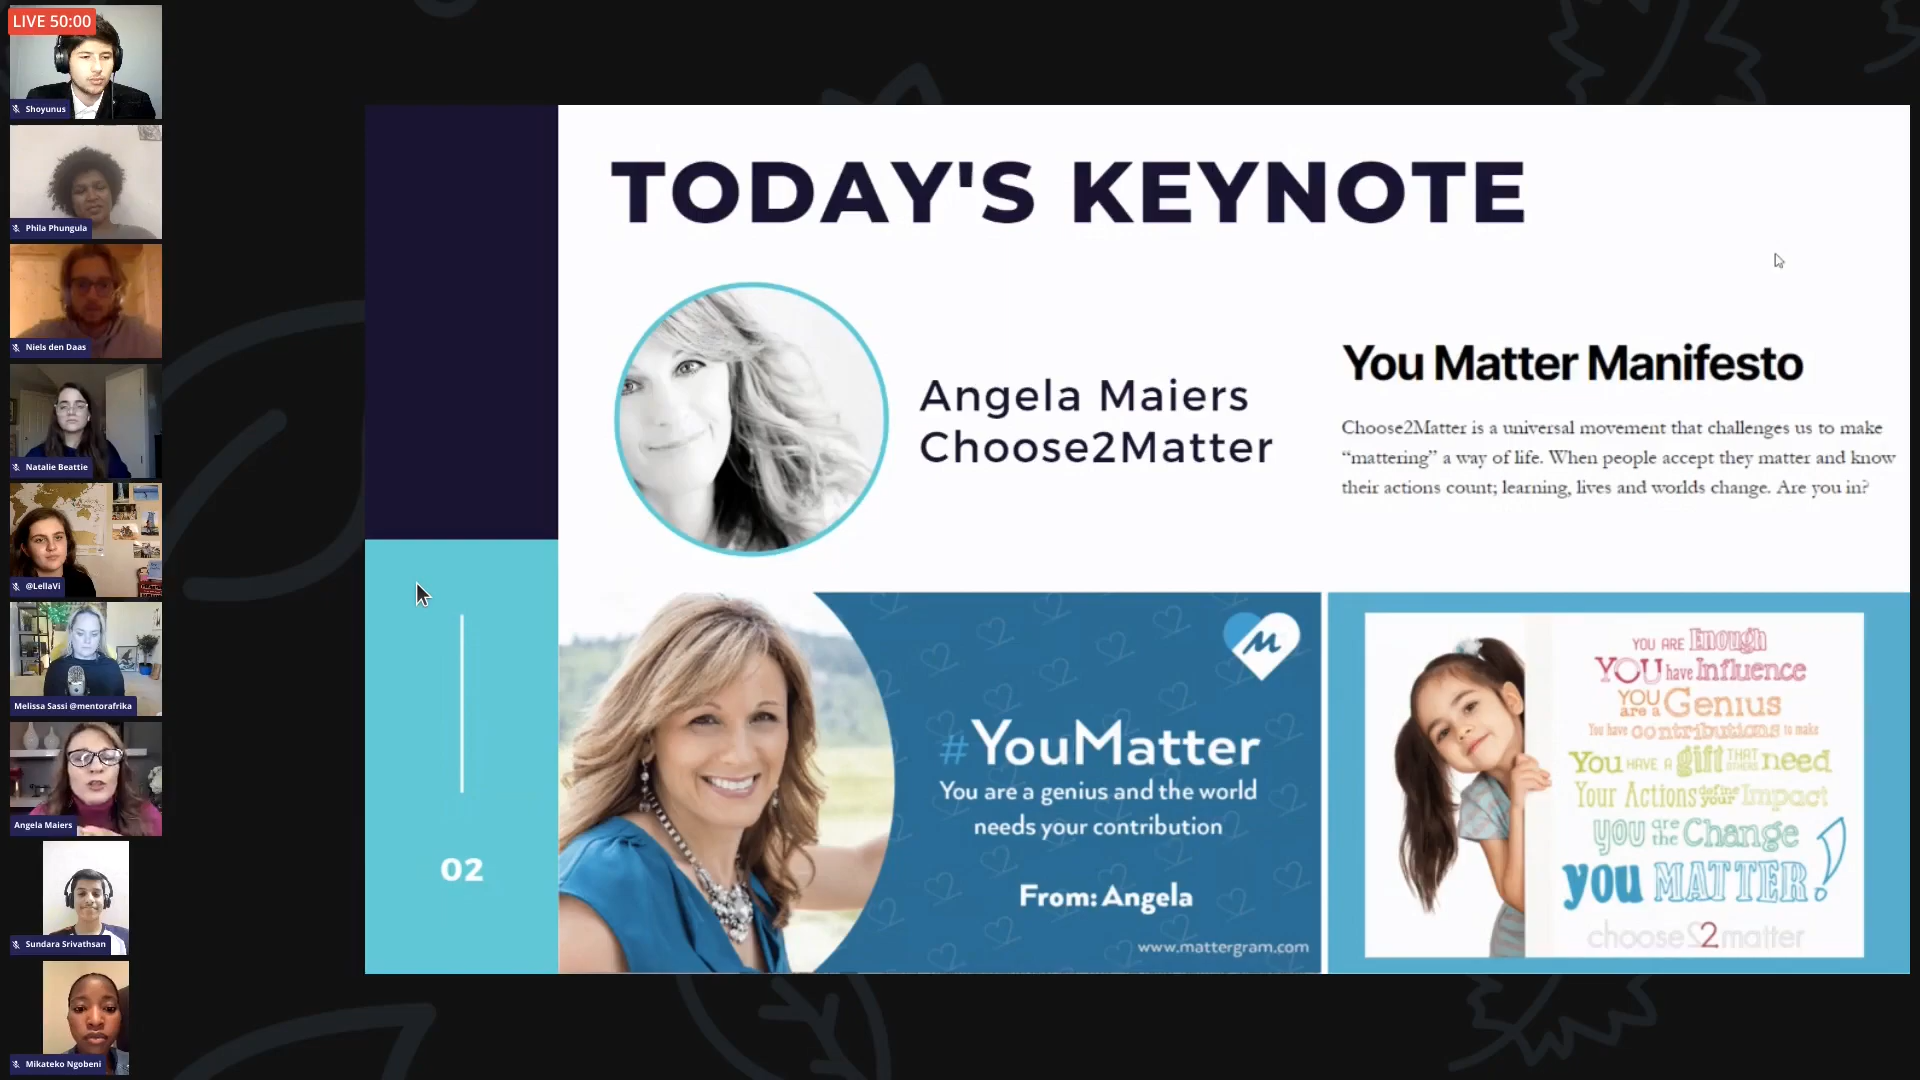 LIVE 50:00
Shoyunus
Phila Phungula
Niels den Daas
Natalie Beattie
@LellaVi
Melissa Sassi @mentorafrika
Angela Maiers
Sundara Srivathsan
Mikateko Ngobeni
TODAY'S KEYNOTE
Angela Maiers
Choose2Matter
You Matter Manifesto
Choose2Matter is a universal movement that challenges us to make
“mattering” a way of life. When people accept they matter and know
their actions count; learning, lives and worlds change. Are you in?
02
M
#YouMatter
You are a genius and the world
needs your contribution
From: Angela
www.mattergram.com
YOU ARE Enough
YOU have Influence
YOU are a Genius
You have contributions to make
You HAVE A gift THAT OTHERS need
Your Actions define your Impact
you are the Change
you MATTER!
choose2matter